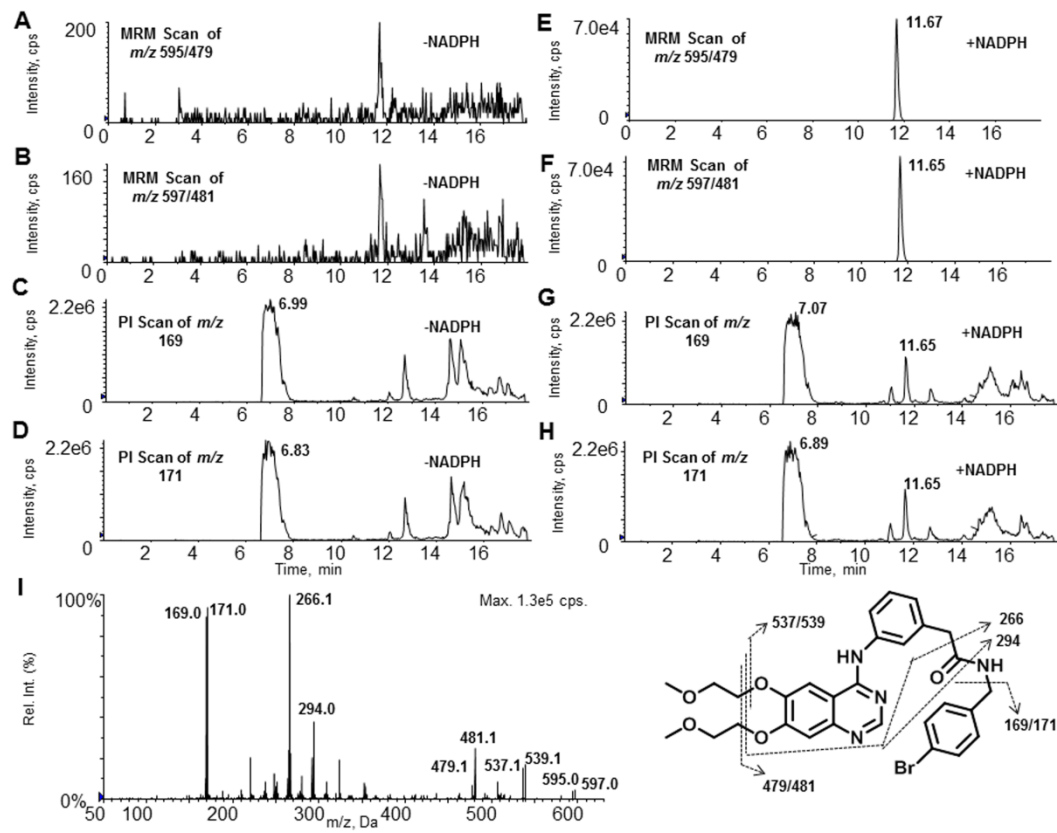 A
200
MRM Scan of
m/z 595/479
-NADPH
Intensity, cps
0
0 2 4 6 8 10 12 14 16
B
160
MRM Scan of
m/z 597/481
-NADPH
Intensity, cps
0
0 2 4 6 8 10 12 14 16
C
2.2e6
6.99
PI Scan of m/z
169
-NADPH
Intensity, cps
0
2 4 6 8 10 12 14 16
D
2.2e6
6.83
PI Scan of m/z
171
-NADPH
Intensity, cps
0
2 4 6 8 10 12 14 16
Time, min
E
7.0e4
11.67
MRM Scan of
m/z 595/479
+NADPH
Intensity, cps
0
0 2 4 6 8 10 12 14 16
F
7.0e4
11.65
MRM Scan of
m/z 597/481
+NADPH
Intensity, cps
0
0 2 4 6 8 10 12 14 16
G
2.2e6
7.07
PI Scan of m/z
169
11.65
+NADPH
Intensity, cps
0
2 4 6 8 10 12 14 16
H
2.2e6
6.89
PI Scan of m/z
171
11.65
+NADPH
Intensity, cps
0
2 4 6 8 10 12 14 16
Time, min
I
100%
169.0
171.0
266.1
Max. 1.3e5 cps.
294.0
481.1
479.1
537.1
539.1
595.0
597.0
Rel. Int. (%)
0%
50 100 200 300 400 500 600
m/z, Da
537/539
266
294
NH
O
NH
O
O
N
O
O
N
169/171
Br
479/481